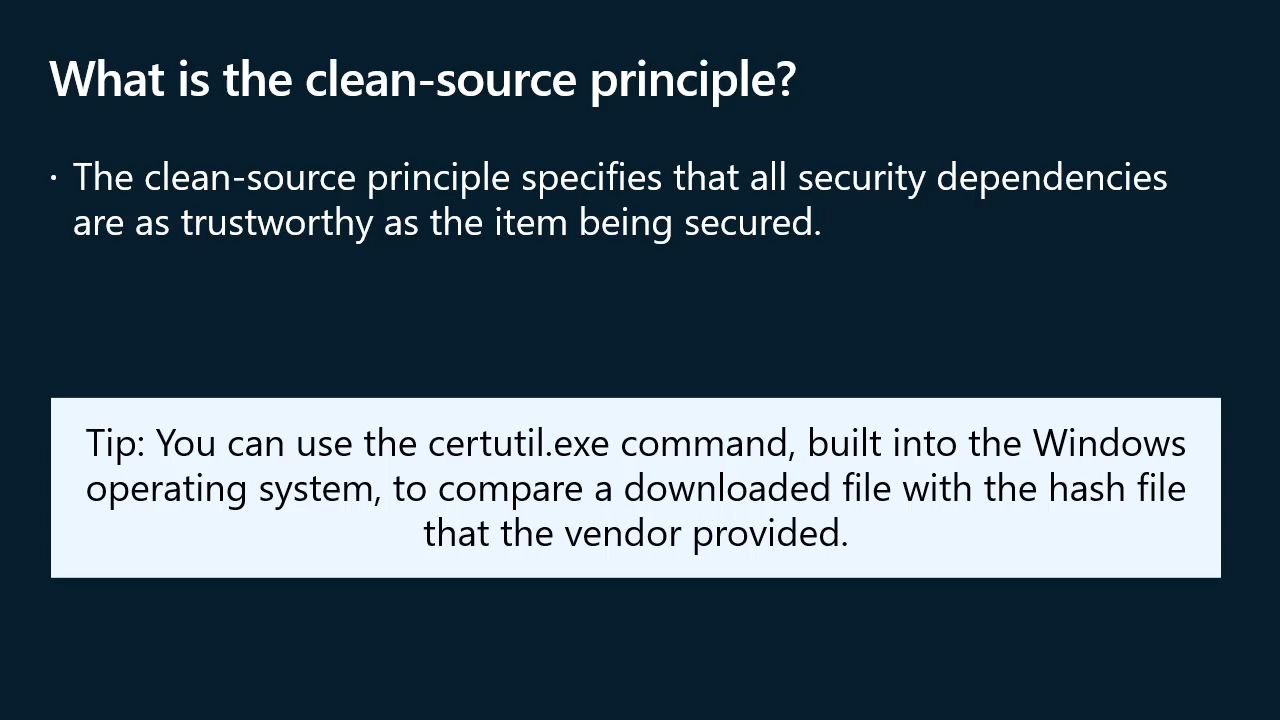 What is the clean-source principle?
• The clean-source principle specifies that all security dependencies
are as trustworthy as the item being secured.
Tip: You can use the certutil.exe command, built into the Windows
operating system, to compare a downloaded file with the hash file
that the vendor provided.